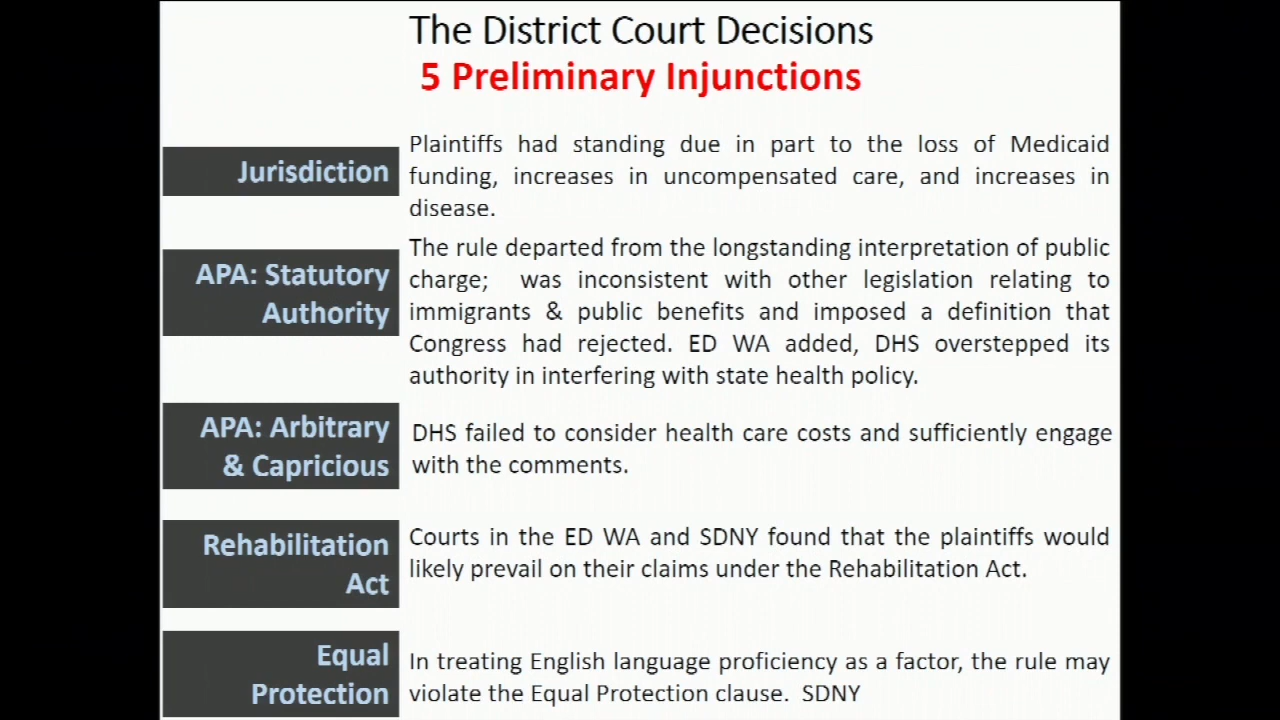 The District Court Decisions
5 Preliminary Injunctions
Jurisdiction
Plaintiffs had standing due in part to the loss of Medicaid
funding, increases in uncompensated care, and increases in
disease.
APA: Statutory
Authority
The rule departed from the longstanding interpretation of public
charge; was inconsistent with other legislation relating to
immigrants & public benefits and imposed a definition that
Congress had rejected. ED WA added, DHS overstepped its
authority in interfering with state health policy.
APA: Arbitrary
& Capricious
DHS failed to consider health care costs and sufficiently engage
with the comments.
Rehabilitation
Act
Courts in the ED WA and SDNY found that the plaintiffs would
likely prevail on their claims under the Rehabilitation Act.
Equal
Protection
In treating English language proficiency as a factor, the rule may
violate the Equal Protection clause. SDNY